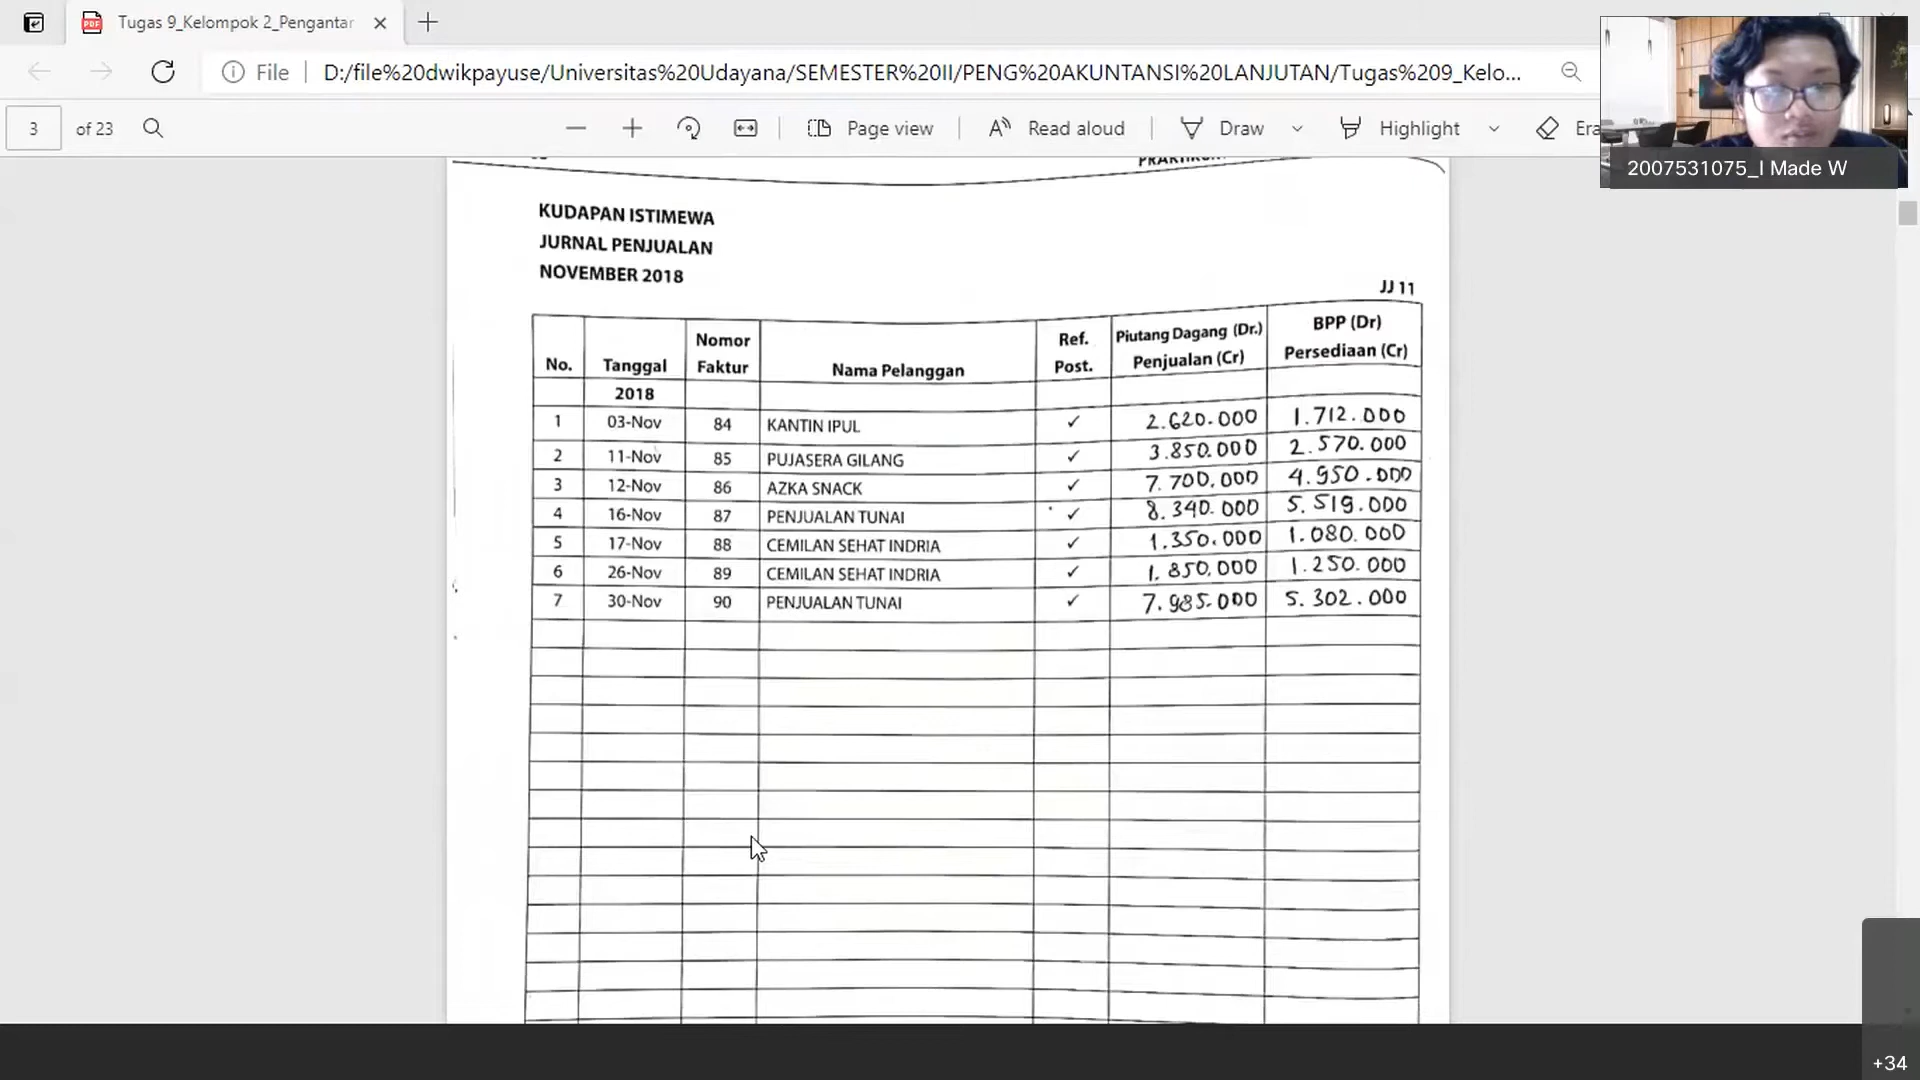 Tugas 9_Kelompok 2_Pengantar
File D:/file%20dwikpayuse/Universitas%20Udayana/SEMESTER%20II/PENG%20AKUNTANSI%20LANJUTAN/Tugas%209_Kelo...
3 of 23 Page view Read aloud Draw Highlight Era
2007531075_I Made W
KUDAPAN ISTIMEWA
JURNAL PENJUALAN
NOVEMBER 2018
JJ 11
No. Tanggal Nomor Faktur Nama Pelanggan Ref. Post. Piutang Dagang (Dr.) Penjualan (Cr) BPP (Dr) Persediaan (Cr)
2018
1 03-Nov 84 KANTIN IPUL ✓ 2.620.000 1.712.000
2 11-Nov 85 PUJASERA GILANG ✓ 3.850.000 2.570.000
3 12-Nov 86 AZKA SNACK ✓ 7.700.000 4.950.000
4 16-Nov 87 PENJUALAN TUNAI ✓ 8.340.000 5.519.000
5 17-Nov 88 CEMILAN SEHAT INDRIA ✓ 1.350.000 1.080.000
6 26-Nov 89 CEMILAN SEHAT INDRIA ✓ 1.850.000 1.250.000
7 30-Nov 90 PENJUALAN TUNAI ✓ 7.985.000 5.302.000
+34